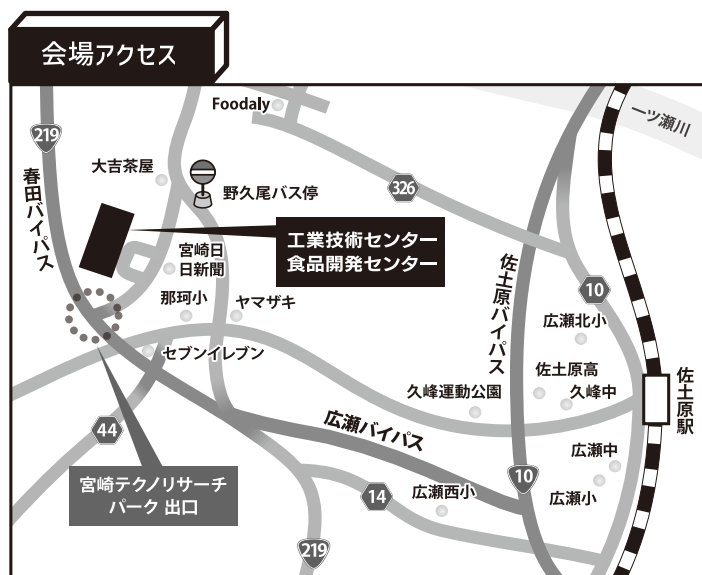 会場アクセス
Foodaly
一ツ瀬川
219
大吉茶屋
春田バイパス
野久尾バス停
326
工業技術センター
食品開発センター
宮崎日
日新聞
佐土原バイパス
10
那珂小
ヤマザキ
広瀬北小
セブンイレブン
佐土原高
久峰運動公園
久峰中
佐土原駅
広瀬バイパス
44
広瀬中
宮崎テクノリサーチ
パーク 出口
10
14
広瀬西小
広瀬小
219